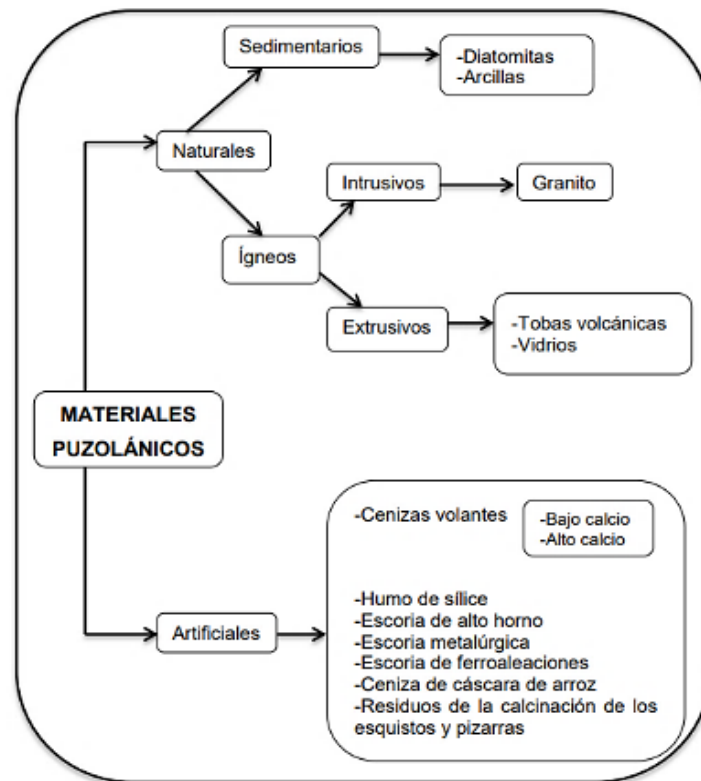 Sedimentarios
-Diatomitas
-Arcillas
Naturales
Intrusivos
Granito
Ígneos
Extrusivos
-Tobas volcánicas
-Vidrios
MATERIALES
PUZOLÁNICOS
-Cenizas volantes
-Bajo calcio
-Alto calcio
Artificiales
-Humo de sílice
-Escoria de alto horno
-Escoria metalúrgica
-Escoria de ferroaleaciones
-Ceniza de cáscara de arroz
-Residuos de la calcinación de los
esquistos y pizarras